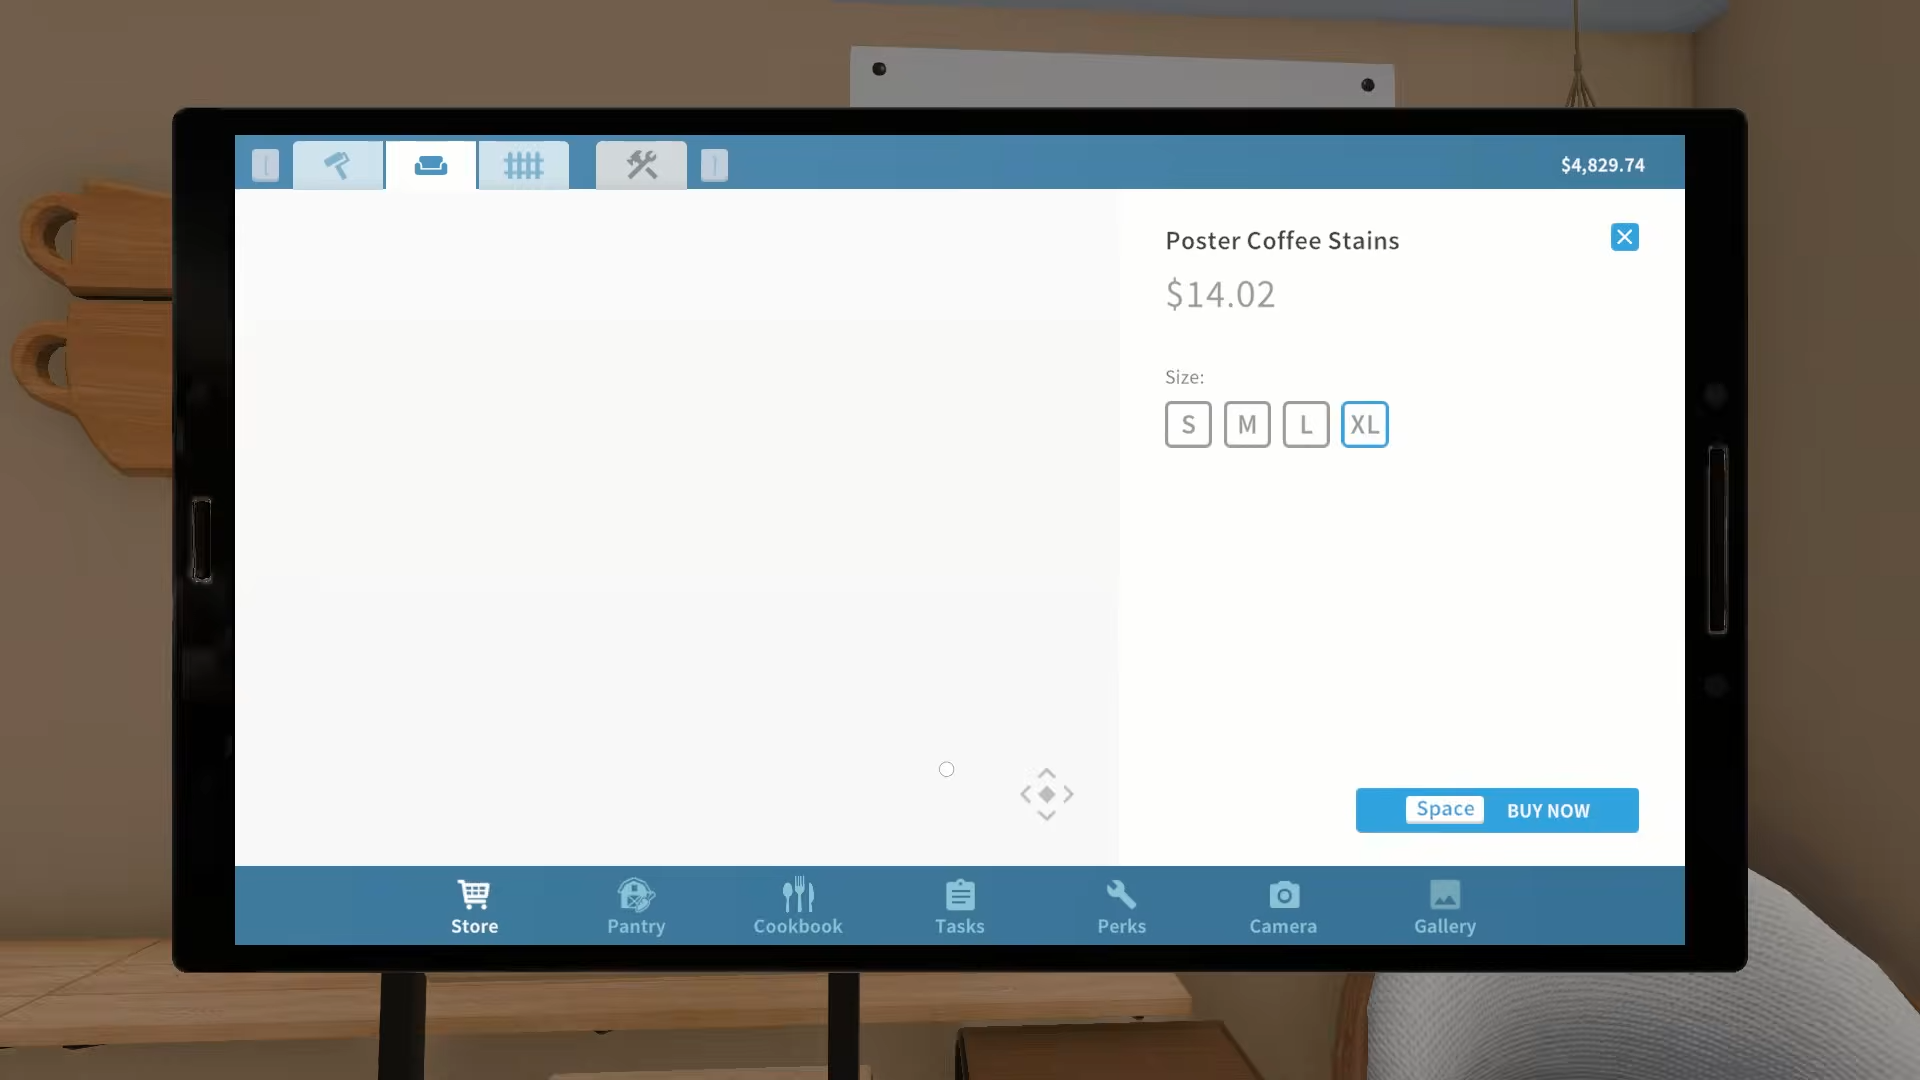 $4,829.74
Poster Coffee Stains
$14.02
Size:
S M L XL
Space BUY NOW
Store Pantry Cookbook Tasks Perks Camera Gallery